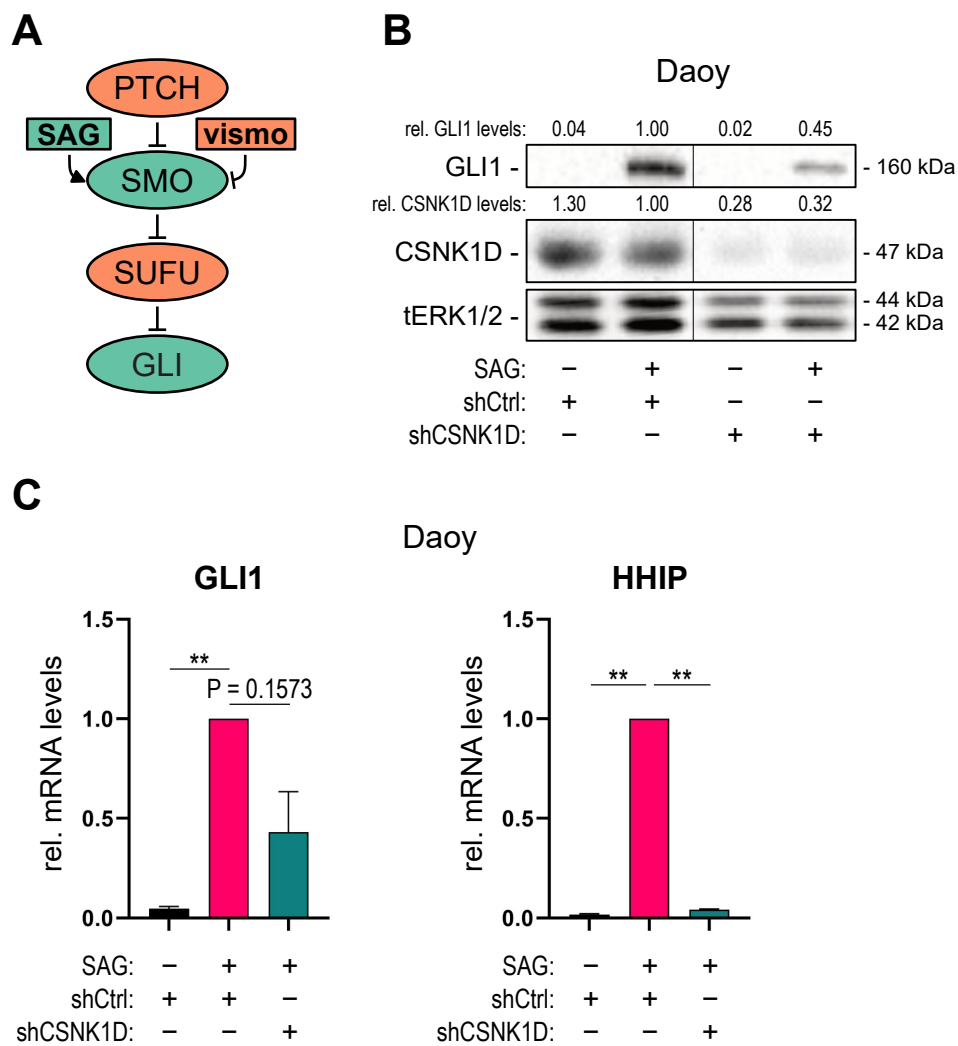 A
PTCH
SAG
vismo
SMO
SUFU
GLI
B
Daoy
rel. GLI1 levels: 0.04 1.00 0.02 0.45
GLI1 - - 160 kDa
rel. CSNK1D levels: 1.30 1.00 0.28 0.32
CSNK1D - - 47 kDa
- 44 kDa
tERK1/2 -
- 42 kDa
SAG: − + − +
shCtrl: + + − −
shCSNK1D: − − + +
C
Daoy
GLI1
rel. mRNA levels
1.5
1.0
0.5
0.0
**
P = 0.1573
SAG: − + +
shCtrl: + + −
shCSNK1D: − − +
HHIP
rel. mRNA levels
1.5
1.0
0.5
0.0
** **
SAG: − + +
shCtrl: + + −
shCSNK1D: − − +